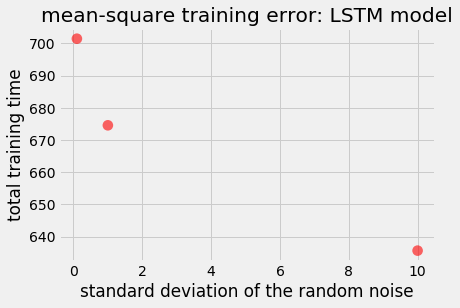 mean-square training error: LSTM model
total training time
700
690
680
670
660
650
640
0 2 4 6 8 10
standard deviation of the random noise